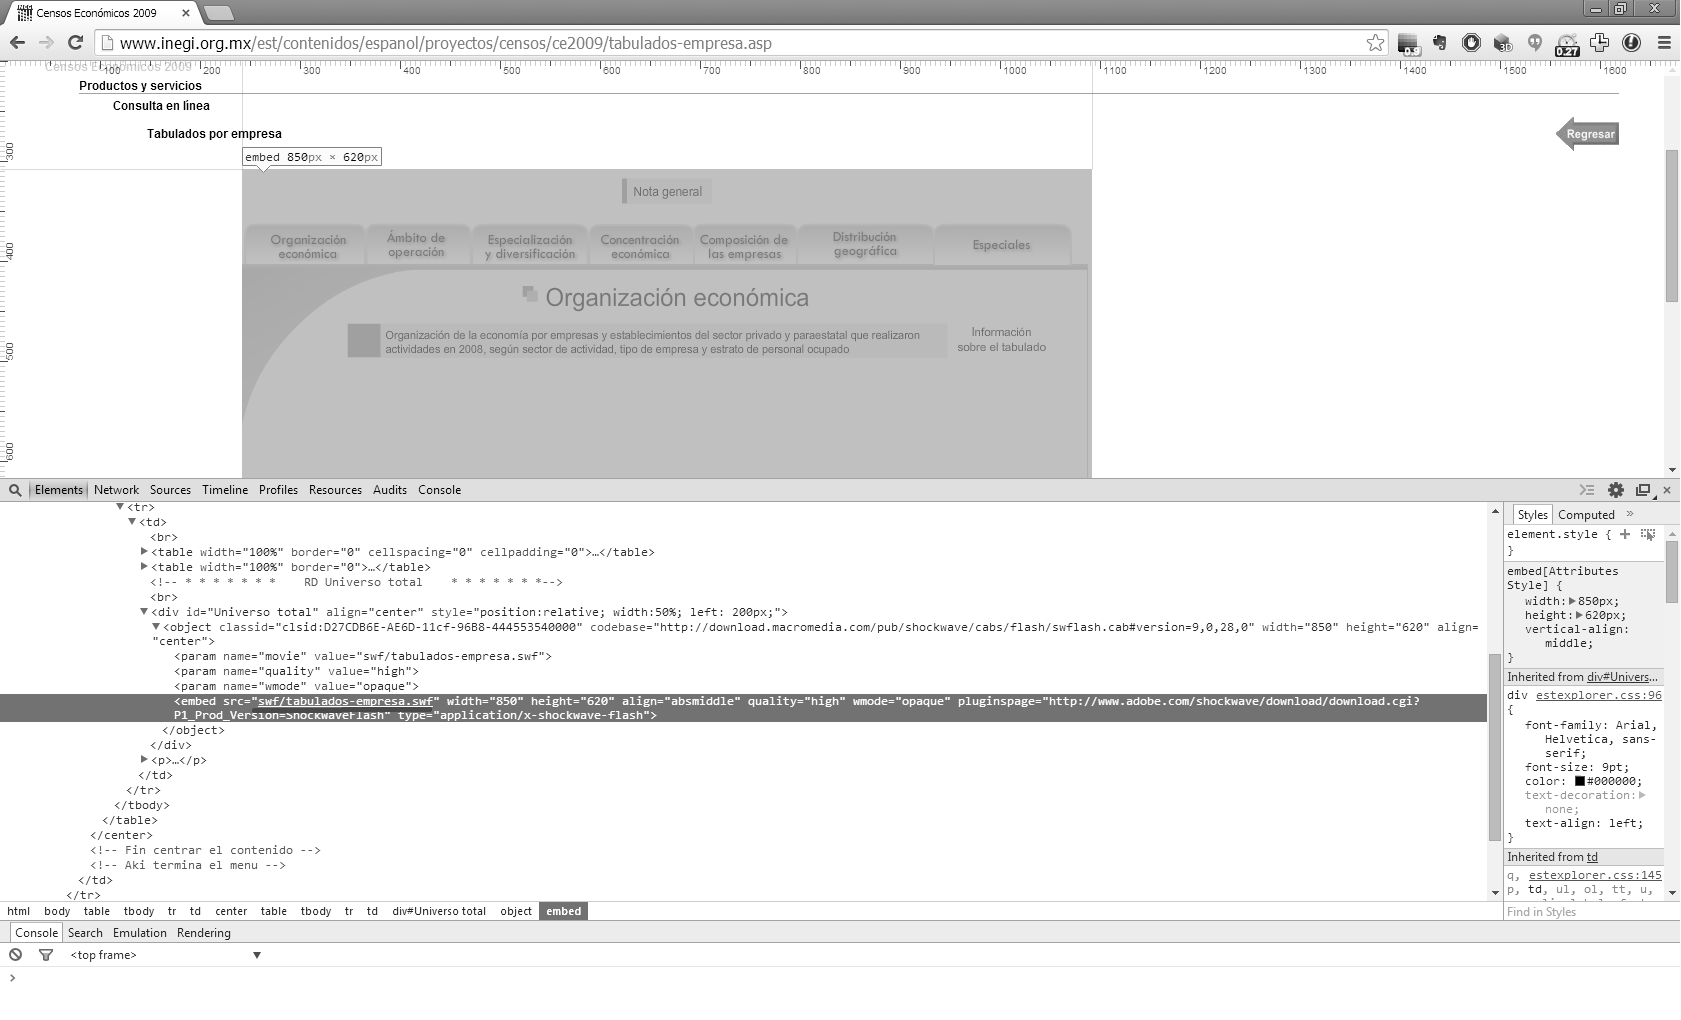 Censos Económicos 2009 ×
www.inegi.org.mx/est/contenidos/espanol/proyectos/censos/ce2009/tabulados-empresa.asp
0.9
3D
0.27
Censos Económicos 2009
100 200 300 400 500 600 700 800 900 1000 1100 1200 1300 1400 1500 1600
Productos y servicios
Consulta en línea
Tabulados por empresa
Regresar
300
400
500
600
embed 850px × 620px
Nota general
Organización económica
Ámbito de operación
Especialización y diversificación
Concentración económica
Composición de las empresas
Distribución geográfica
Especiales
Organización económica
Organización de la economía por empresas y establecimientos del sector privado y paraestatal que realizaron
actividades en 2008, según sector de actividad, tipo de empresa y estrato de personal ocupado
Información
sobre el tabulado
Elements Network Sources Timeline Profiles Resources Audits Console
<tr>
<td>
<br>
<table width="100%" border="0" cellspacing="0" cellpadding="0">…</table>
<table width="100%" border="0">…</table>
<!-- * * * * * * *    RD Universo total    * * * * * * *-->
<br>
<div id="Universo total" align="center" style="position:relative; width:50%; left: 200px;">
<object classid="clsid:D27CDB6E-AE6D-11cf-96B8-444553540000" codebase="http://download.macromedia.com/pub/shockwave/cabs/flash/swflash.cab#version=9,0,28,0" width="850" height="620" align=
"center">
<param name="movie" value="swf/tabulados-empresa.swf">
<param name="quality" value="high">
<param name="wmode" value="opaque">
<embed src="swf/tabulados-empresa.swf" width="850" height="620" align="absmiddle" quality="high" wmode="opaque" pluginspage="http://www.adobe.com/shockwave/download/download.cgi?
P1_Prod_Version=ShockwaveFlash" type="application/x-shockwave-flash">
</object>
</div>
<p>…</p>
</td>
</tr>
</tbody>
</table>
</center>
<!-- Fin centrar el contenido -->
<!-- Aki termina el menu -->
</td>
</tr>
html body table tbody tr td center table tbody tr td div#Universo total object embed
Styles Computed »
element.style {
}
embed[Attributes
Style] {
width: 850px;
height: 620px;
vertical-align:
middle;
}
Inherited from div#Univers...
div estexplorer.css:96
{
font-family: Arial,
Helvetica, sans-
serif;
font-size: 9pt;
color: #000000;
text-decoration:
none;
text-align: left;
}
Inherited from td
q, estexplorer.css:145
p, td, ul, ol, tt, u,
Find in Styles
Console Search Emulation Rendering
<top frame>
>